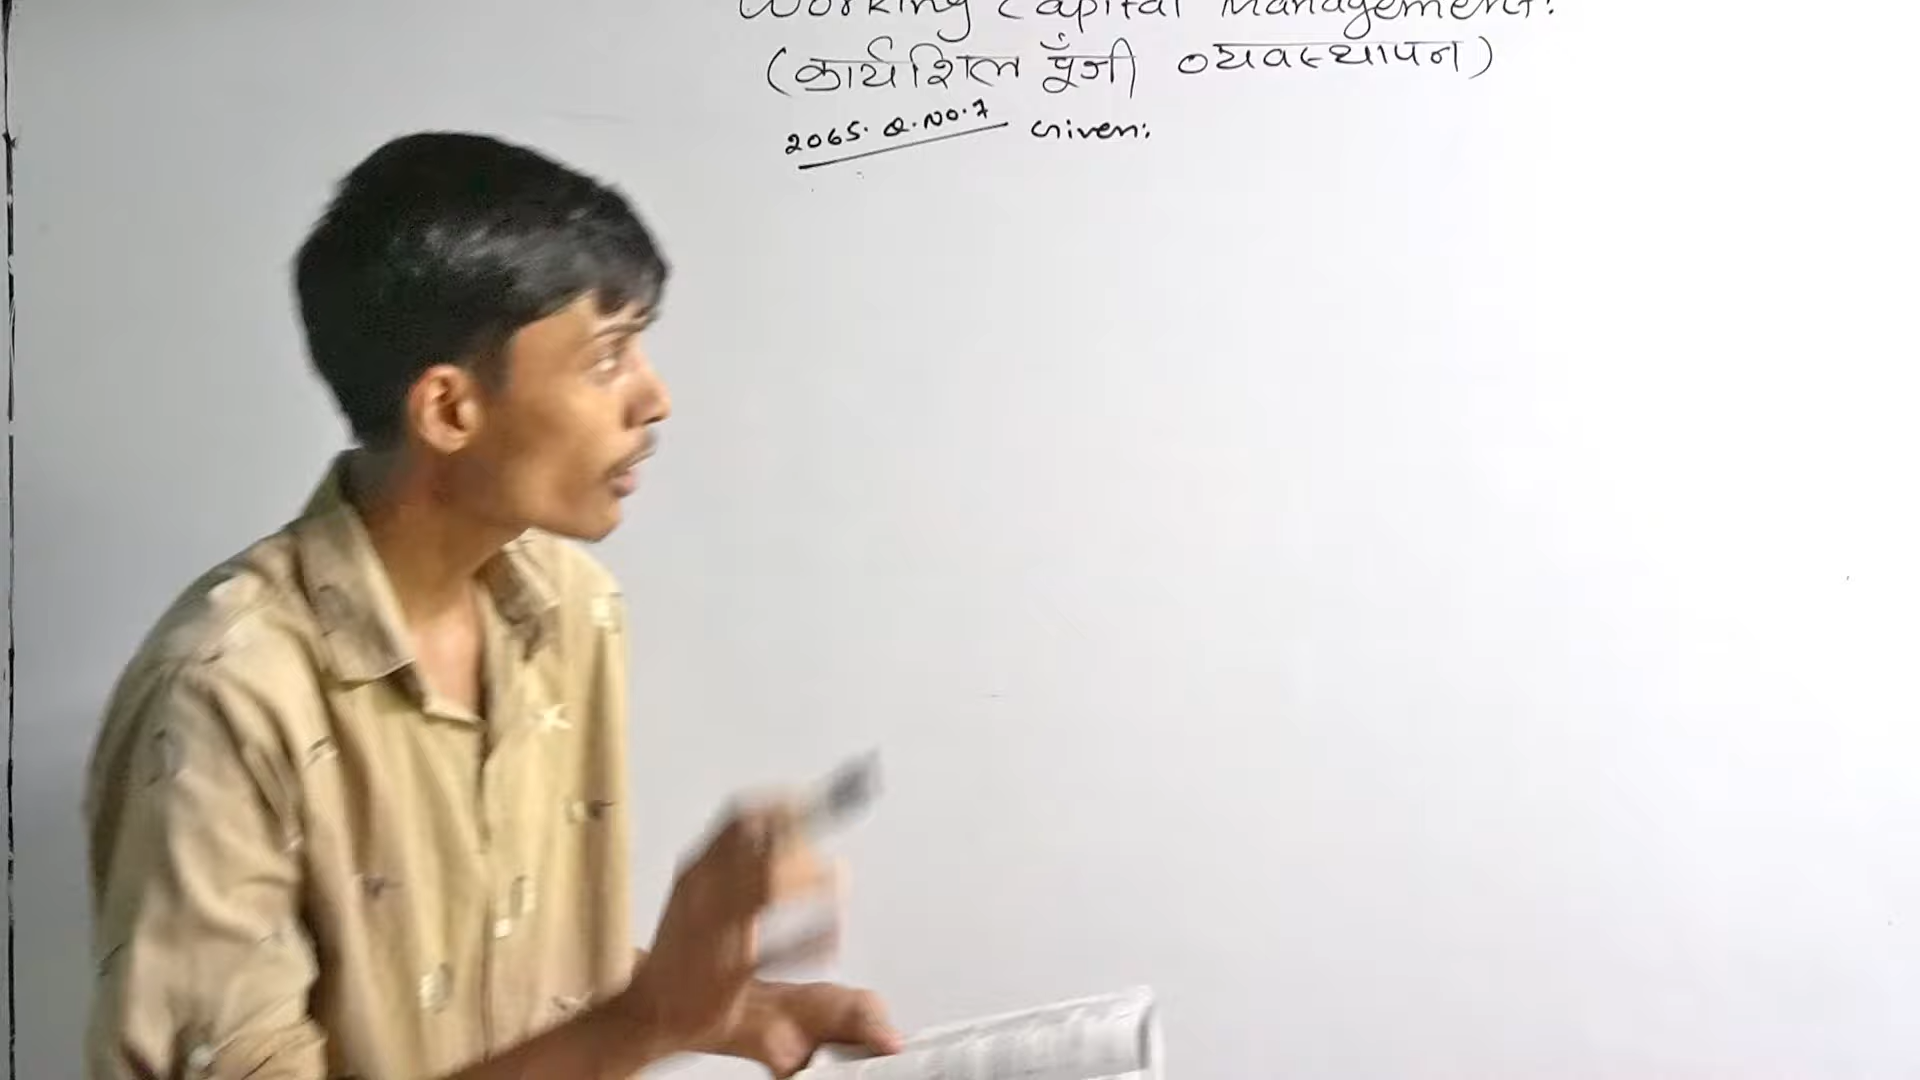 Working Capital Management:
(कार्यशिल पूँजी व्यवस्थापन)
2065. Q.NO.7 Given: